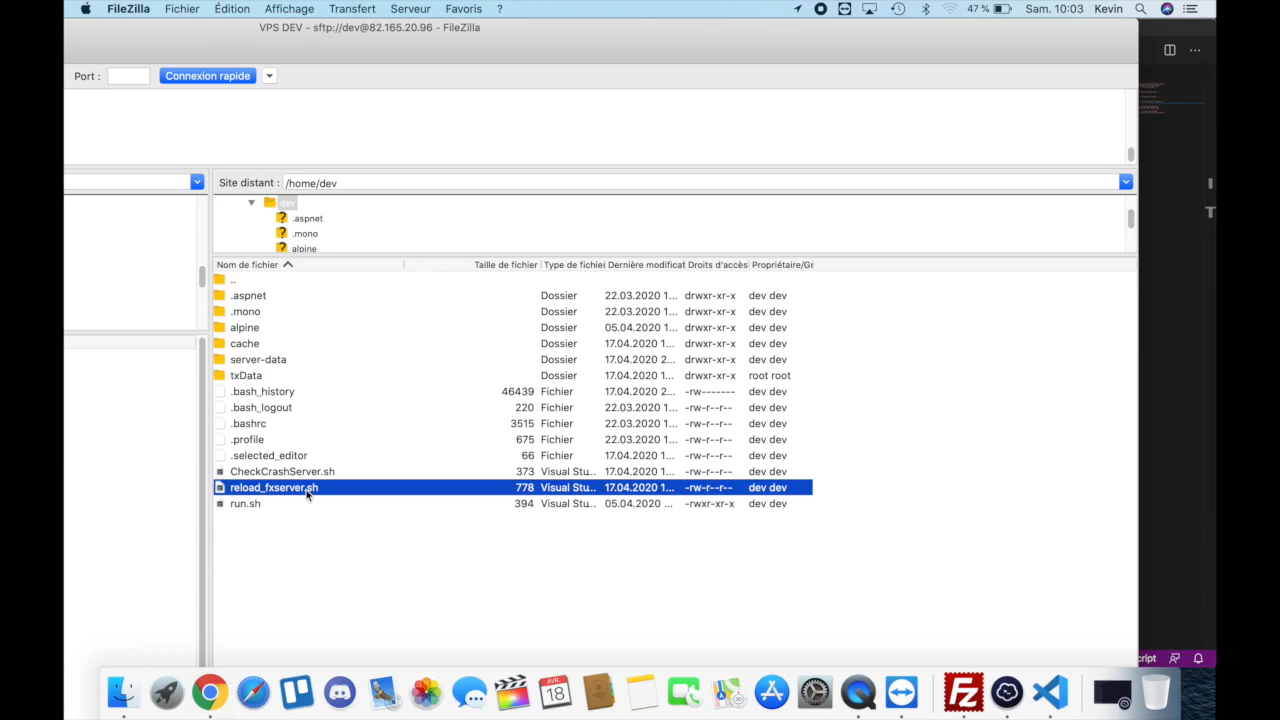 FileZilla Fichier Édition Affichage Transfert Serveur Favoris ? 47 % Sam. 10:03 Kevin
VPS DEV - sftp://dev@82.165.20.96 - FileZilla
Port : Connexion rapide
Site distant : /home/dev
dev
.aspnet
.mono
alpine
Nom de fichier Taille de fichier Type de fichier Dernière modificat Droits d'accès Propriétaire/Gr
..
.aspnet Dossier 22.03.2020 1... drwxr-xr-x dev dev
.mono Dossier 22.03.2020 1... drwxr-xr-x dev dev
alpine Dossier 05.04.2020 1... drwxr-xr-x dev dev
cache Dossier 17.04.2020 1... drwxr-xr-x dev dev
server-data Dossier 17.04.2020 2... drwxr-xr-x dev dev
txData Dossier 17.04.2020 1... drwxr-xr-x root root
.bash_history 46439 Fichier 17.04.2020 2... -rw------- dev dev
.bash_logout 220 Fichier 22.03.2020 1... -rw-r--r-- dev dev
.bashrc 3515 Fichier 22.03.2020 1... -rw-r--r-- dev dev
.profile 675 Fichier 22.03.2020 1... -rw-r--r-- dev dev
.selected_editor 66 Fichier 17.04.2020 1... -rw-r--r-- dev dev
CheckCrashServer.sh 373 Visual Stu... 17.04.2020 1... -rw-r--r-- dev dev
reload_fxserver.sh 778 Visual Stu... 17.04.2020 1... -rw-r--r-- dev dev
run.sh 394 Visual Stu... 05.04.2020 ... -rwxr-xr-x dev dev
cript
AVR.
18